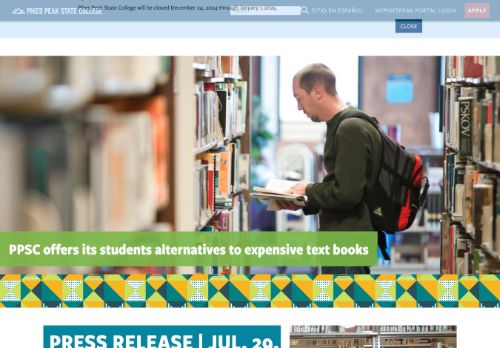 Pikes Peak State College will be closed December 24, 2024 through January 1, 2025.
PIKES PEAK STATE COLLEGE
SITIO EN ESPAÑOL
MYPIKESPEAK PORTAL LOGIN
APPLY
CLOSE
PSKOV
PPSC offers its students alternatives to expensive text books
PRESS RELEASE | JUL. 29,